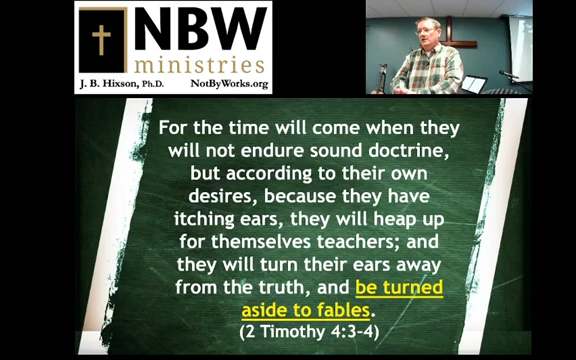 NBW
ministries
J. B. Hixson, Ph.D. NotByWorks.org
For the time will come when they
will not endure sound doctrine,
but according to their own
desires, because they have
itching ears, they will heap up
for themselves teachers; and
they will turn their ears away
from the truth, and be turned
aside to fables.
(2 Timothy 4:3-4)